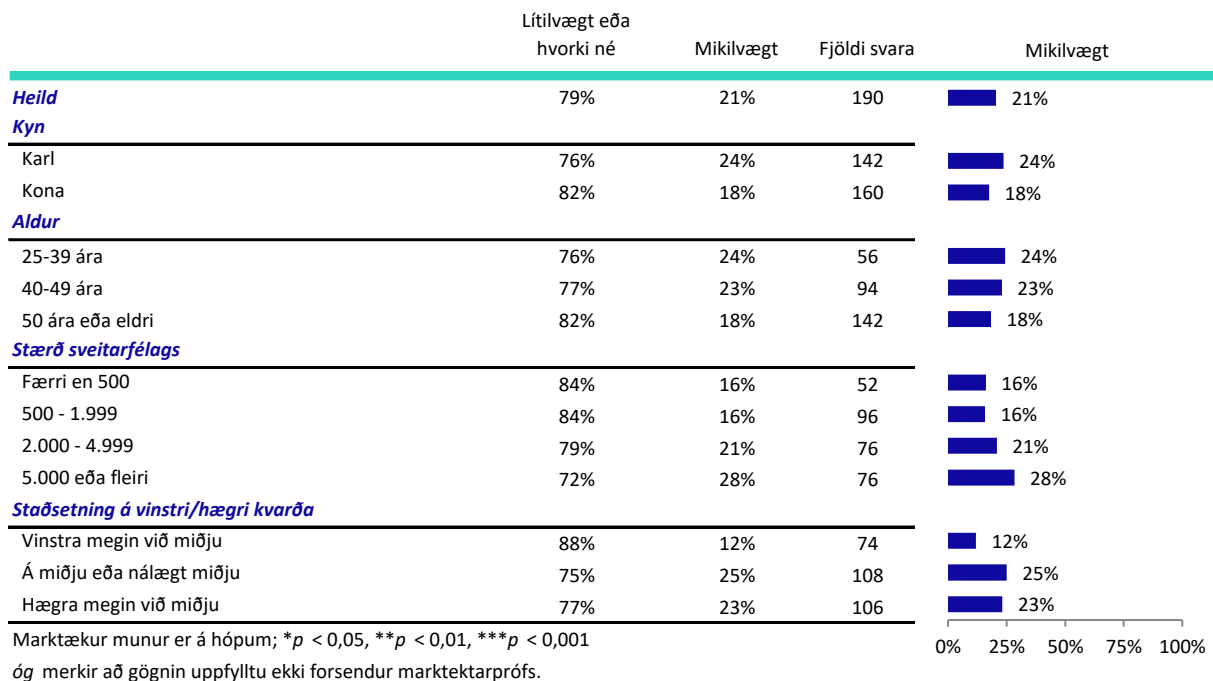 Lítilvægt eða
hvorki né Mikilvægt Fjöldi svara Mikilvægt
Heild 79% 21% 190 21%
Kyn
Karl 76% 24% 142 24%
Kona 82% 18% 160 18%
Aldur
25-39 ára 76% 24% 56 24%
40-49 ára 77% 23% 94 23%
50 ára eða eldri 82% 18% 142 18%
Stærð sveitarfélags
Færri en 500 84% 16% 52 16%
500 - 1.999 84% 16% 96 16%
2.000 - 4.999 79% 21% 76 21%
5.000 eða fleiri 72% 28% 76 28%
Staðsetning á vinstri/hægri kvarða
Vinstra megin við miðju 88% 12% 74 12%
Á miðju eða nálægt miðju 75% 25% 108 25%
Hægra megin við miðju 77% 23% 106 23%
Marktækur munur er á hópum; *p < 0,05, **p < 0,01, ***p < 0,001 0% 25% 50% 75% 100%
óg merkir að gögnin uppfylltu ekki forsendur marktektarprófs.